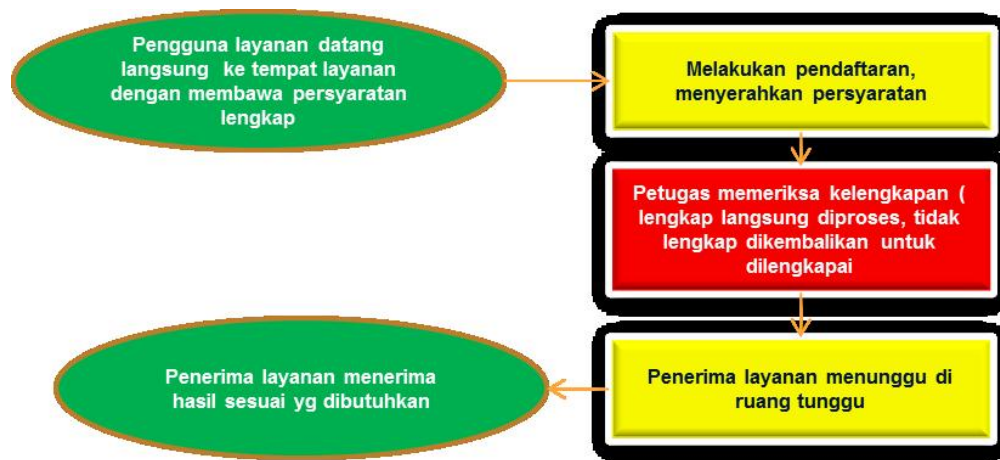 Pengguna layanan datang
langsung ke tempat layanan
dengan membawa persyaratan
lengkap
Melakukan pendaftaran,
menyerahkan persyaratan
Petugas memeriksa kelengkapan (
lengkap langsung diproses, tidak
lengkap dikembalikan untuk
dilengkapai
Penerima layanan menunggu di
ruang tunggu
Penerima layanan menerima
hasil sesuai yg dibutuhkan